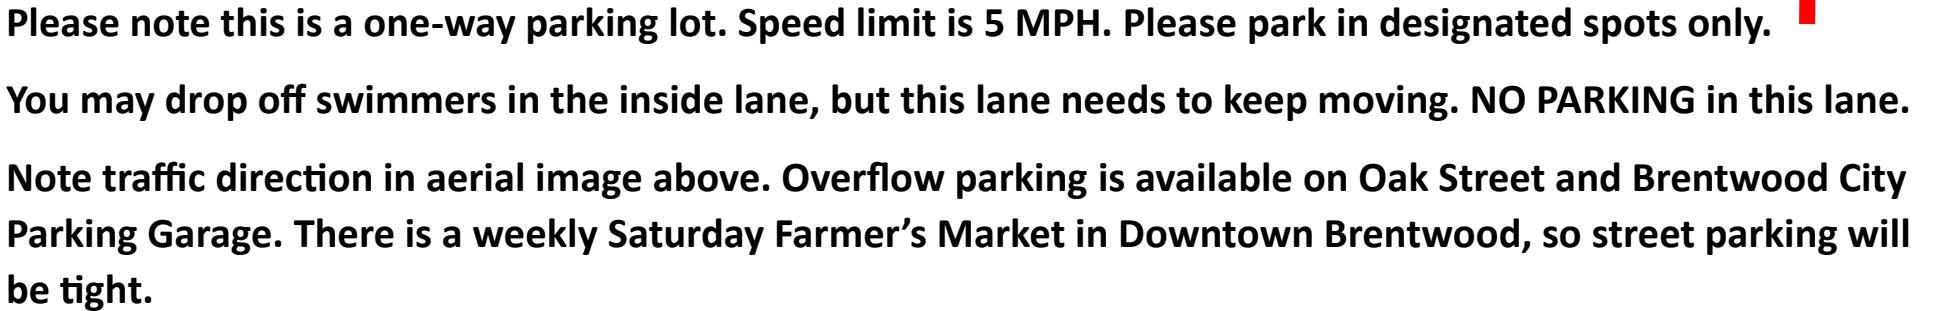 Please note this is a one-way parking lot. Speed limit is 5 MPH. Please park in designated spots only.
You may drop off swimmers in the inside lane, but this lane needs to keep moving. NO PARKING in this lane.
Note traffic direction in aerial image above. Overflow parking is available on Oak Street and Brentwood City
Parking Garage. There is a weekly Saturday Farmer’s Market in Downtown Brentwood, so street parking will
be tight.